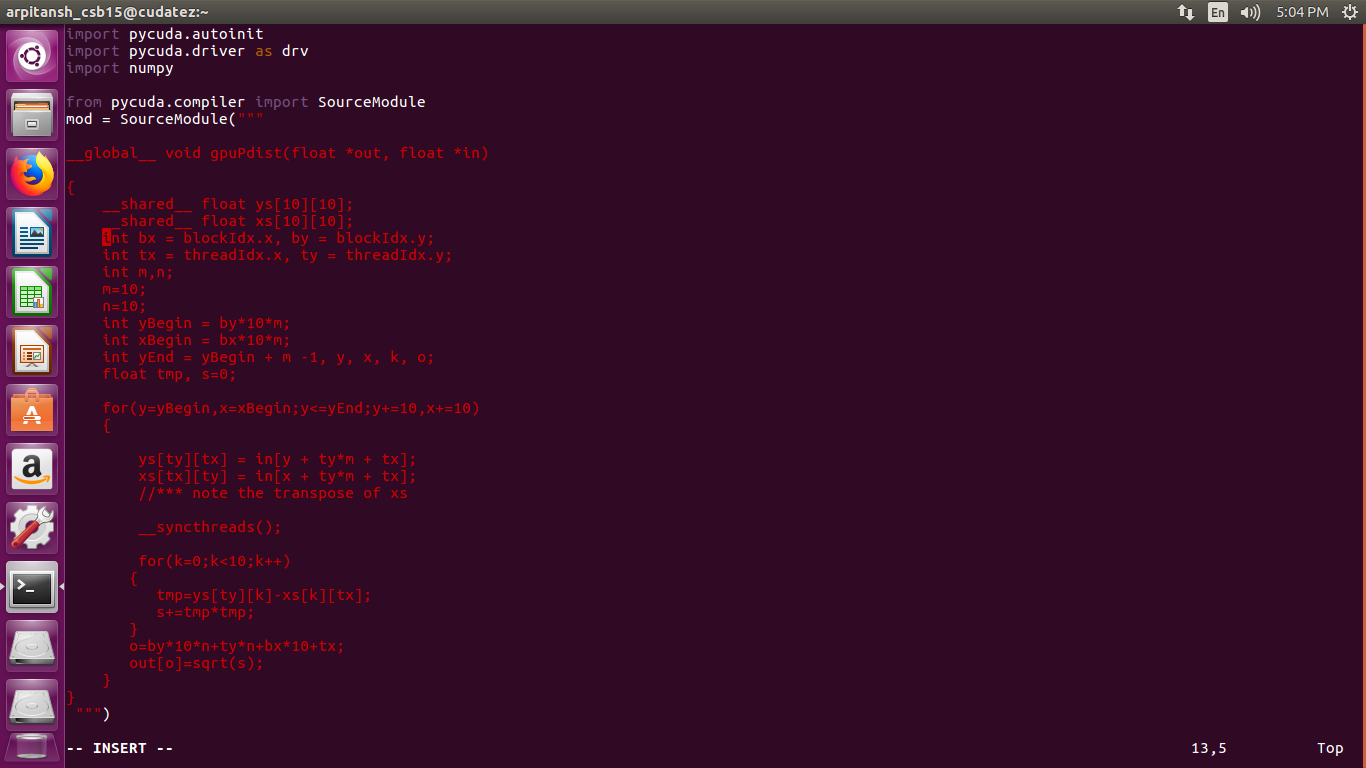 arpitansh_csb15@cudatez:~
En
5:04 PM
import pycuda.autoinit
import pycuda.driver as drv
import numpy
from pycuda.compiler import SourceModule
mod = SourceModule("""
__global__ void gpuPdist(float *out, float *in)
{
__shared__ float ys[10][10];
__shared__ float xs[10][10];
int bx = blockIdx.x, by = blockIdx.y;
int tx = threadIdx.x, ty = threadIdx.y;
int m,n;
m=10;
n=10;
int yBegin = by*10*m;
int xBegin = bx*10*m;
int yEnd = yBegin + m -1, y, x, k, o;
float tmp, s=0;
for(y=yBegin,x=xBegin;y<=yEnd;y+=10,x+=10)
{
ys[ty][tx] = in[y + ty*m + tx];
xs[tx][ty] = in[x + ty*m + tx];
//*** note the transpose of xs
__syncthreads();
for(k=0;k<10;k++)
{
tmp=ys[ty][k]-xs[k][tx];
s+=tmp*tmp;
}
o=by*10*n+ty*n+bx*10+tx;
out[o]=sqrt(s);
}
}
""")
-- INSERT -- 13,5 Top